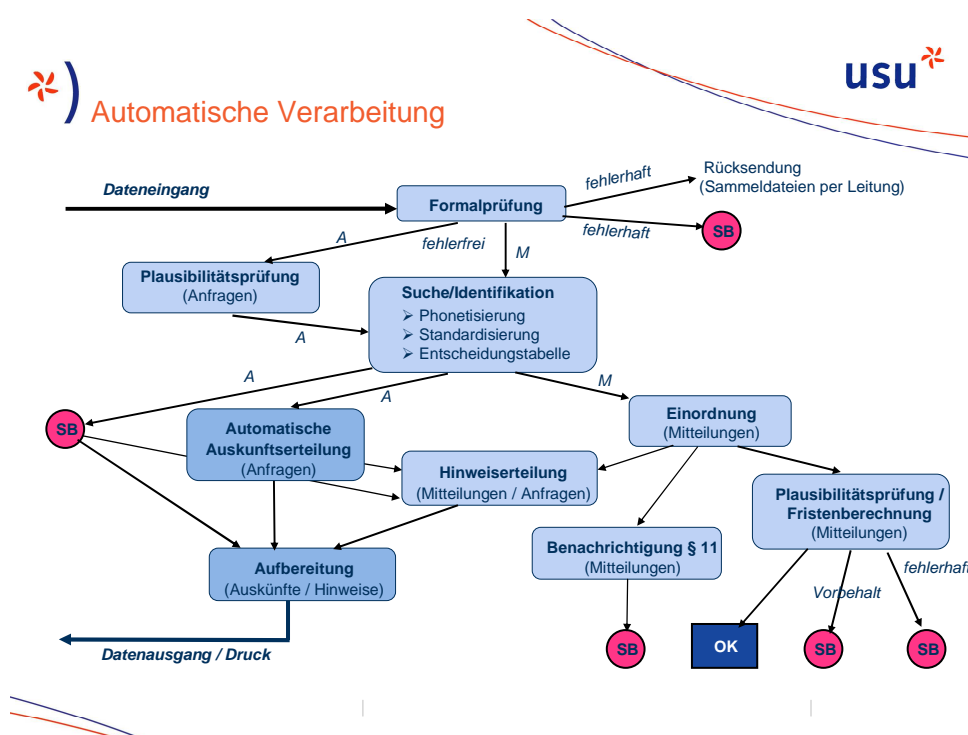 usu
Automatische Verarbeitung
Dateneingang
fehlerhaft
Rücksendung
(Sammeldateien per Leitung)
Formalprüfung
fehlerhaft
SB
A
fehlerfrei
M
Plausibilitätsprüfung
(Anfragen)
Suche/Identifikation
Phonetisierung
Standardisierung
Entscheidungstabelle
A
A
A
M
SB
Automatische
Auskunftserteilung
(Anfragen)
Einordnung
(Mitteilungen)
Hinweiserteilung
(Mitteilungen / Anfragen)
Plausibilitätsprüfung /
Fristenberechnung
(Mitteilungen)
Benachrichtigung § 11
(Mitteilungen)
Aufbereitung
(Auskünfte / Hinweise)
fehlerhaft
Vorbehalt
Datenausgang / Druck
SB
OK
SB
SB